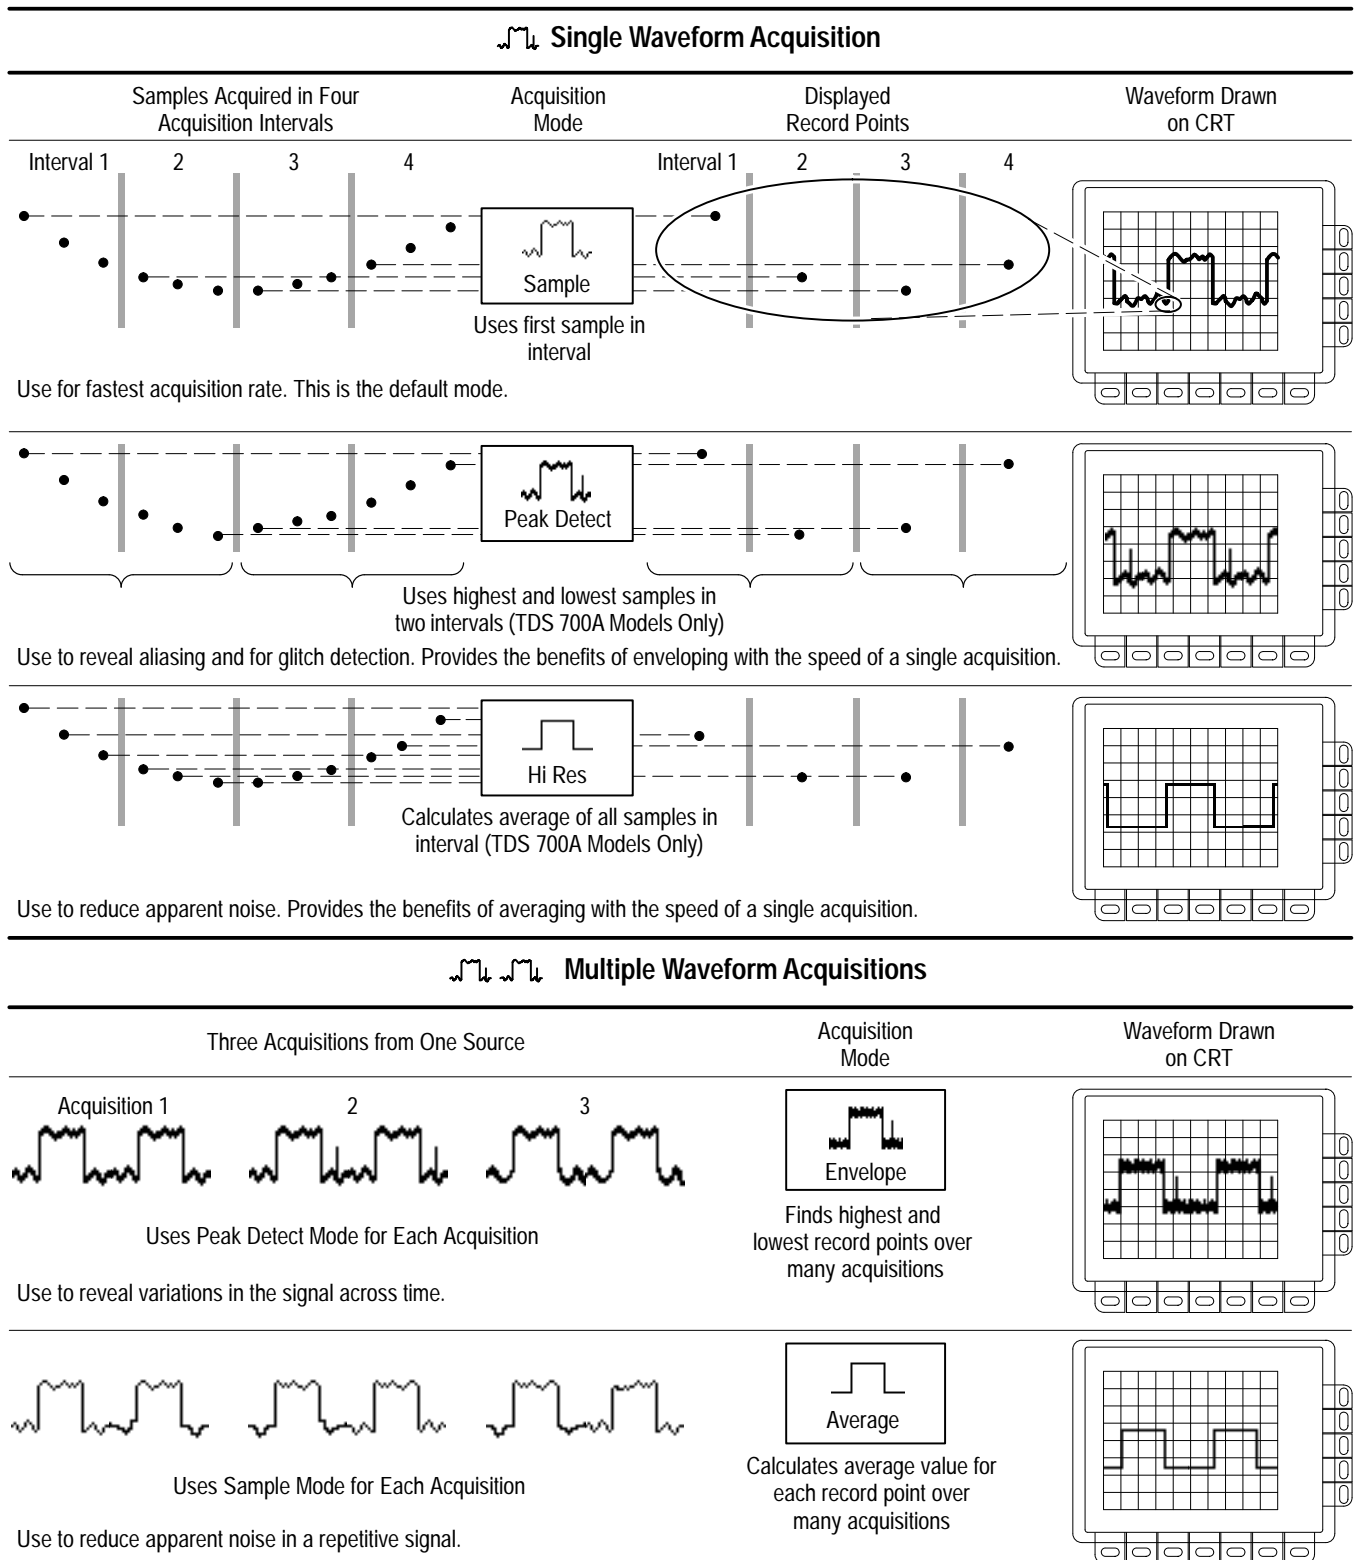 Single Waveform Acquisition
Samples Acquired in Four
Acquisition Intervals
Acquisition
Mode
Displayed
Record Points
Waveform Drawn
on CRT
Interval 1 2 3 4
Interval 1 2 3 4
Sample
Uses first sample in
interval
Use for fastest acquisition rate. This is the default mode.
Peak Detect
Uses highest and lowest samples in
two intervals (TDS 700A Models Only)
Use to reveal aliasing and for glitch detection. Provides the benefits of enveloping with the speed of a single acquisition.
Hi Res
Calculates average of all samples in
interval (TDS 700A Models Only)
Use to reduce apparent noise. Provides the benefits of averaging with the speed of a single acquisition.
Multiple Waveform Acquisitions
Three Acquisitions from One Source
Acquisition
Mode
Waveform Drawn
on CRT
Acquisition 1 2 3
Envelope
Uses Peak Detect Mode for Each Acquisition
Finds highest and
lowest record points over
many acquisitions
Use to reveal variations in the signal across time.
Average
Uses Sample Mode for Each Acquisition
Calculates average value for
each record point over
many acquisitions
Use to reduce apparent noise in a repetitive signal.